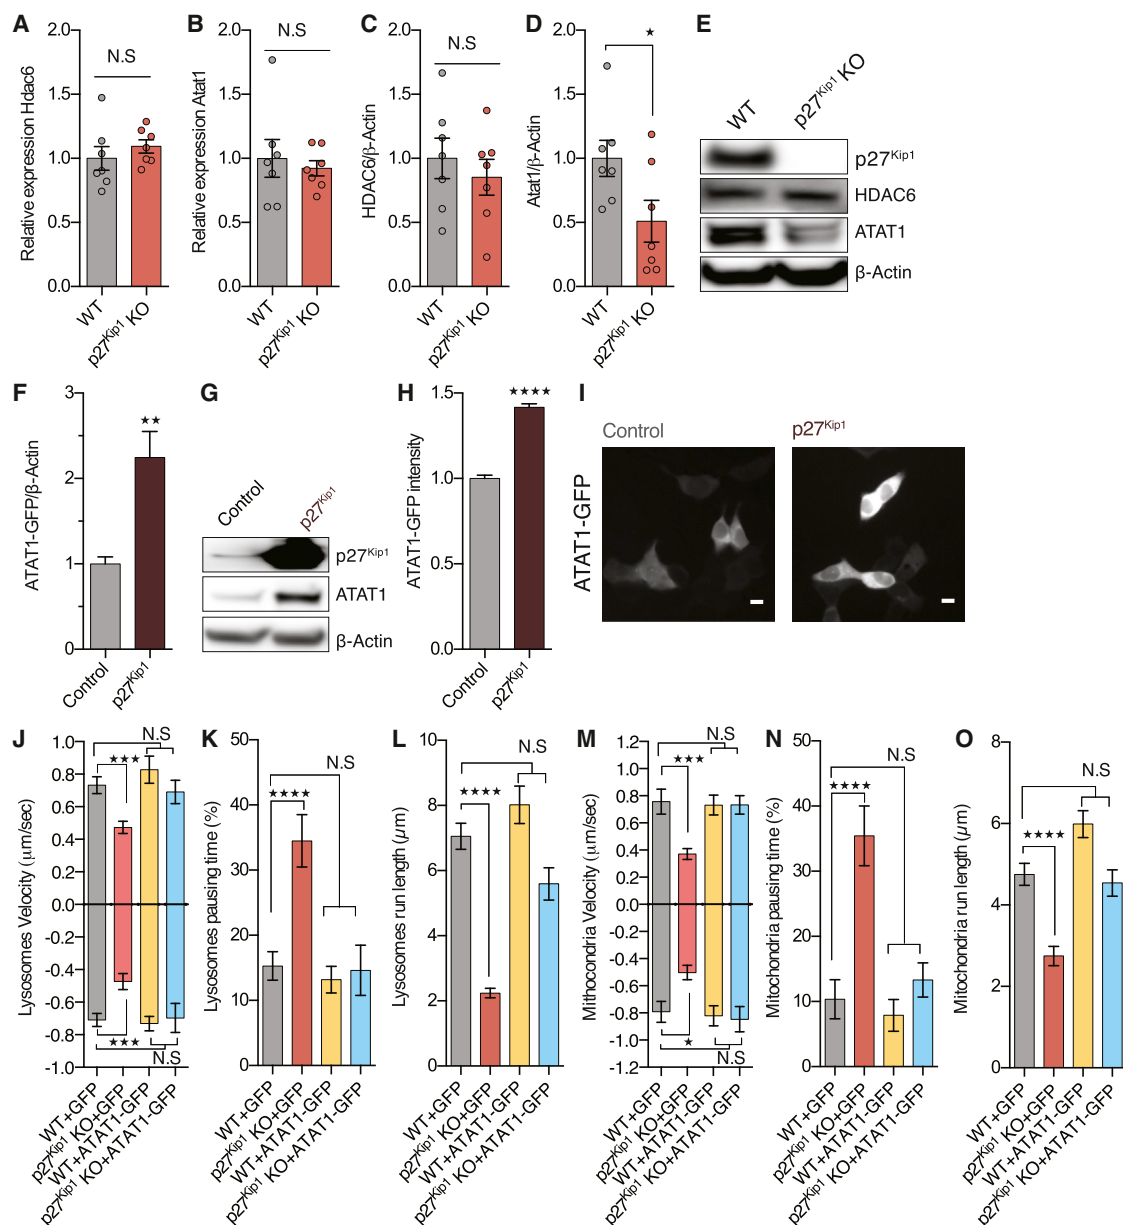 A
Relative expression Hdac6
2.0
1.5
1.0
0.5
0.0
N.S
WT
p27Kip1 KO
B
Relative expression Atat1
2.0
1.5
1.0
0.5
0.0
N.S
WT
p27Kip1 KO
C
HDAC6/β-Actin
2.0
1.5
1.0
0.5
0.0
N.S
WT
p27Kip1 KO
D
Atat1/β-Actin
2.0
1.5
1.0
0.5
0.0
★
WT
p27Kip1 KO
E
WT
p27Kip1 KO
p27Kip1
HDAC6
ATAT1
β-Actin
F
ATAT1-GFP/β-Actin
3
2
1
0
★★
Control
p27Kip1
G
Control
p27Kip1
p27Kip1
ATAT1
β-Actin
H
ATAT1-GFP intensity
1.5
1.0
0.5
0.0
★★★★
Control
p27Kip1
I
Control
p27Kip1
ATAT1-GFP
J
Lysosomes Velocity (μm/sec)
1.0
0.8
0.6
0.4
0.2
0.0
-0.2
-0.4
-0.6
-0.8
-1.0
N.S
★★★
★★★
N.S
WT+GFP
p27Kip1 KO+GFP
WT+ATAT1-GFP
p27Kip1 KO+ATAT1-GFP
K
Lysosomes pausing time (%)
50
40
30
20
10
0
N.S
★★★★
WT+GFP
p27Kip1 KO+GFP
WT+ATAT1-GFP
p27Kip1 KO+ATAT1-GFP
L
Lysosomes run length (μm)
10
8
6
4
2
0
N.S
★★★★
WT+GFP
p27Kip1 KO+GFP
WT+ATAT1-GFP
p27Kip1 KO+ATAT1-GFP
M
Mithocondria Velocity (μm/sec)
1.2
1.0
0.8
0.6
0.4
0.2
0.0
-0.2
-0.4
-0.6
-0.8
-1.0
-1.2
N.S
★★★
★
N.S
WT+GFP
p27Kip1 KO+GFP
WT+ATAT1-GFP
p27Kip1 KO+ATAT1-GFP
N
Mitochondria pausing time (%)
50
40
30
20
10
0
N.S
★★★★
WT+GFP
p27Kip1 KO+GFP
WT+ATAT1-GFP
p27Kip1 KO+ATAT1-GFP
O
Mitochondria run length (μm)
8
6
4
2
0
N.S
★★★★
WT+GFP
p27Kip1 KO+GFP
WT+ATAT1-GFP
p27Kip1 KO+ATAT1-GFP